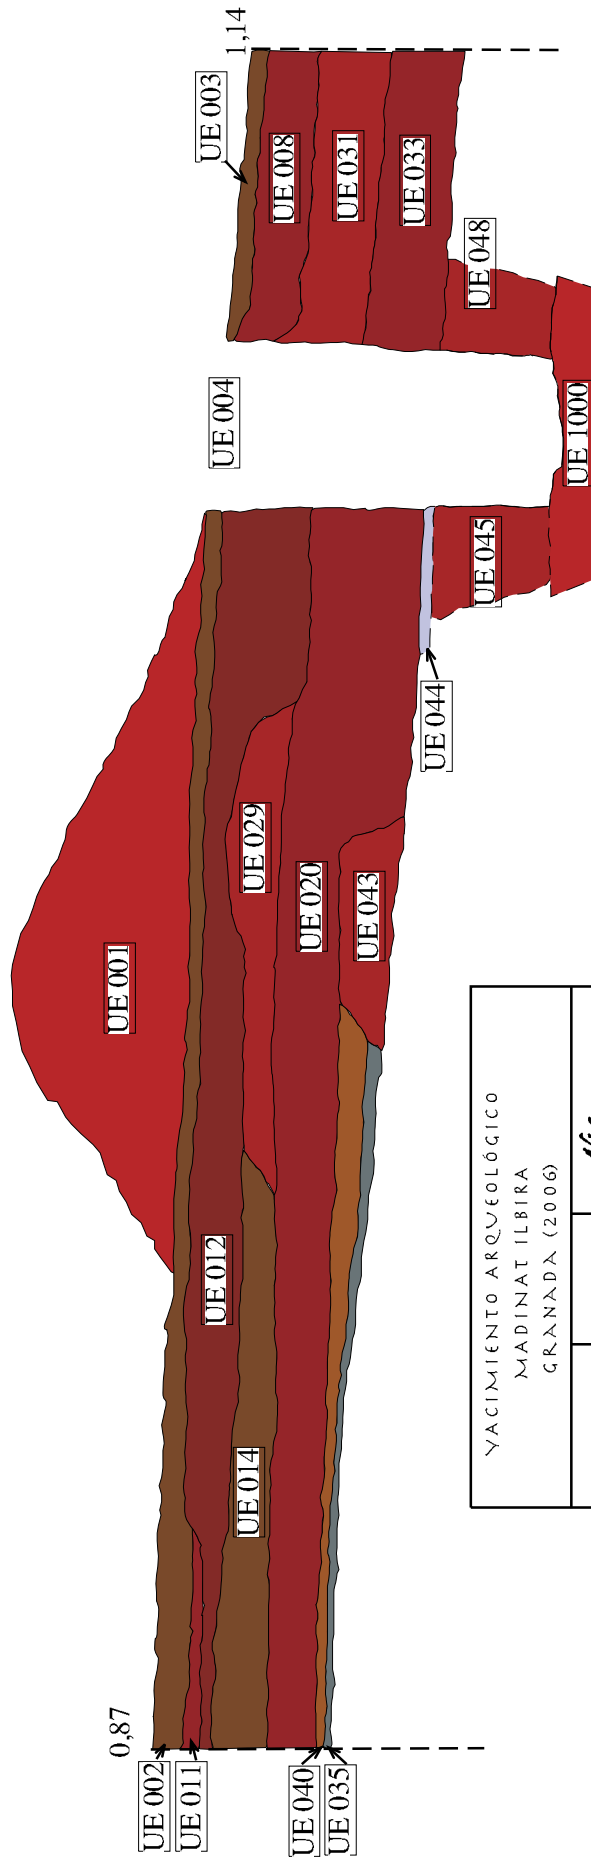 0,87
1,14
UE 001
UE 002
UE 011
UE 012
UE 014
UE 029
UE 020
UE 043
UE 040
UE 035
UE 044
UE 045
UE 004
UE 003
UE 008
UE 031
UE 033
UE 048
UE 1000
YACIMIENTO ARQVEOLÓGICO
MADINAT ILBIRA
GRANADA (2006)